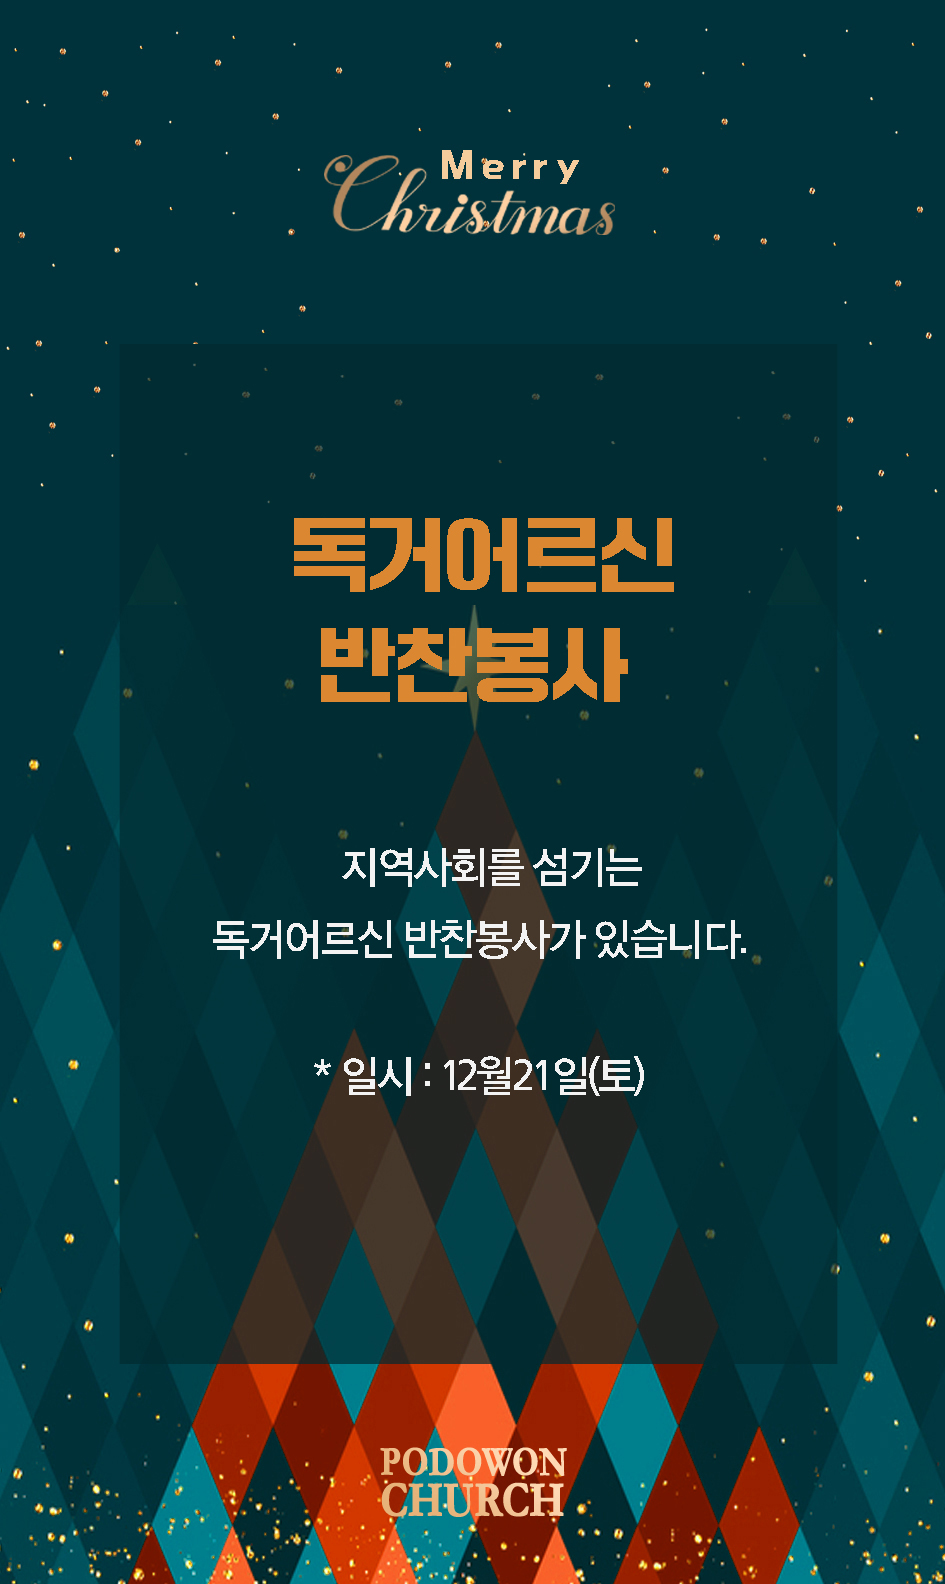 Merry
Christmas
독거어르신
반찬봉사
지역사회를 섬기는
독거어르신 반찬봉사가 있습니다.
* 일시 : 12월21일(토)
PODOWON
CHURCH